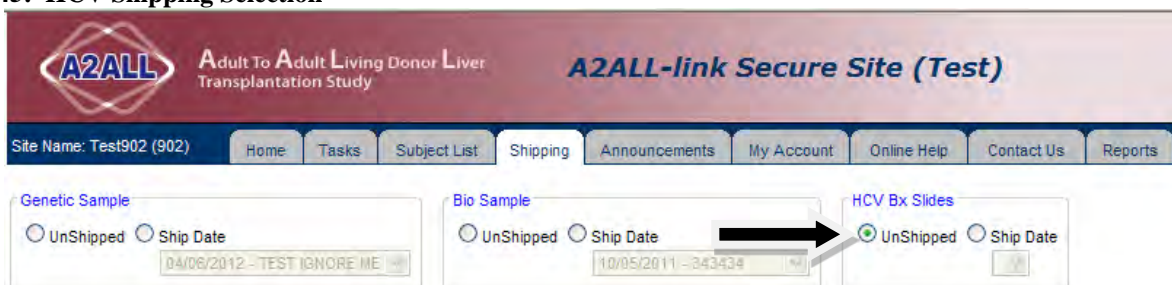 HCV Shipping Selection
A2ALL
Adult To Adult Living Donor Liver
Transplantation Study
A2ALL-link Secure Site (Test)
Site Name: Test902 (902)
Home
Tasks
Subject List
Shipping
Announcements
My Account
Online Help
Contact Us
Reports
Genetic Sample
UnShipped
Ship Date
04/06/2012 - TEST IGNORE ME
Bio Sample
UnShipped
Ship Date
10/05/2011 - 343434
HCV Bx Slides
UnShipped
Ship Date